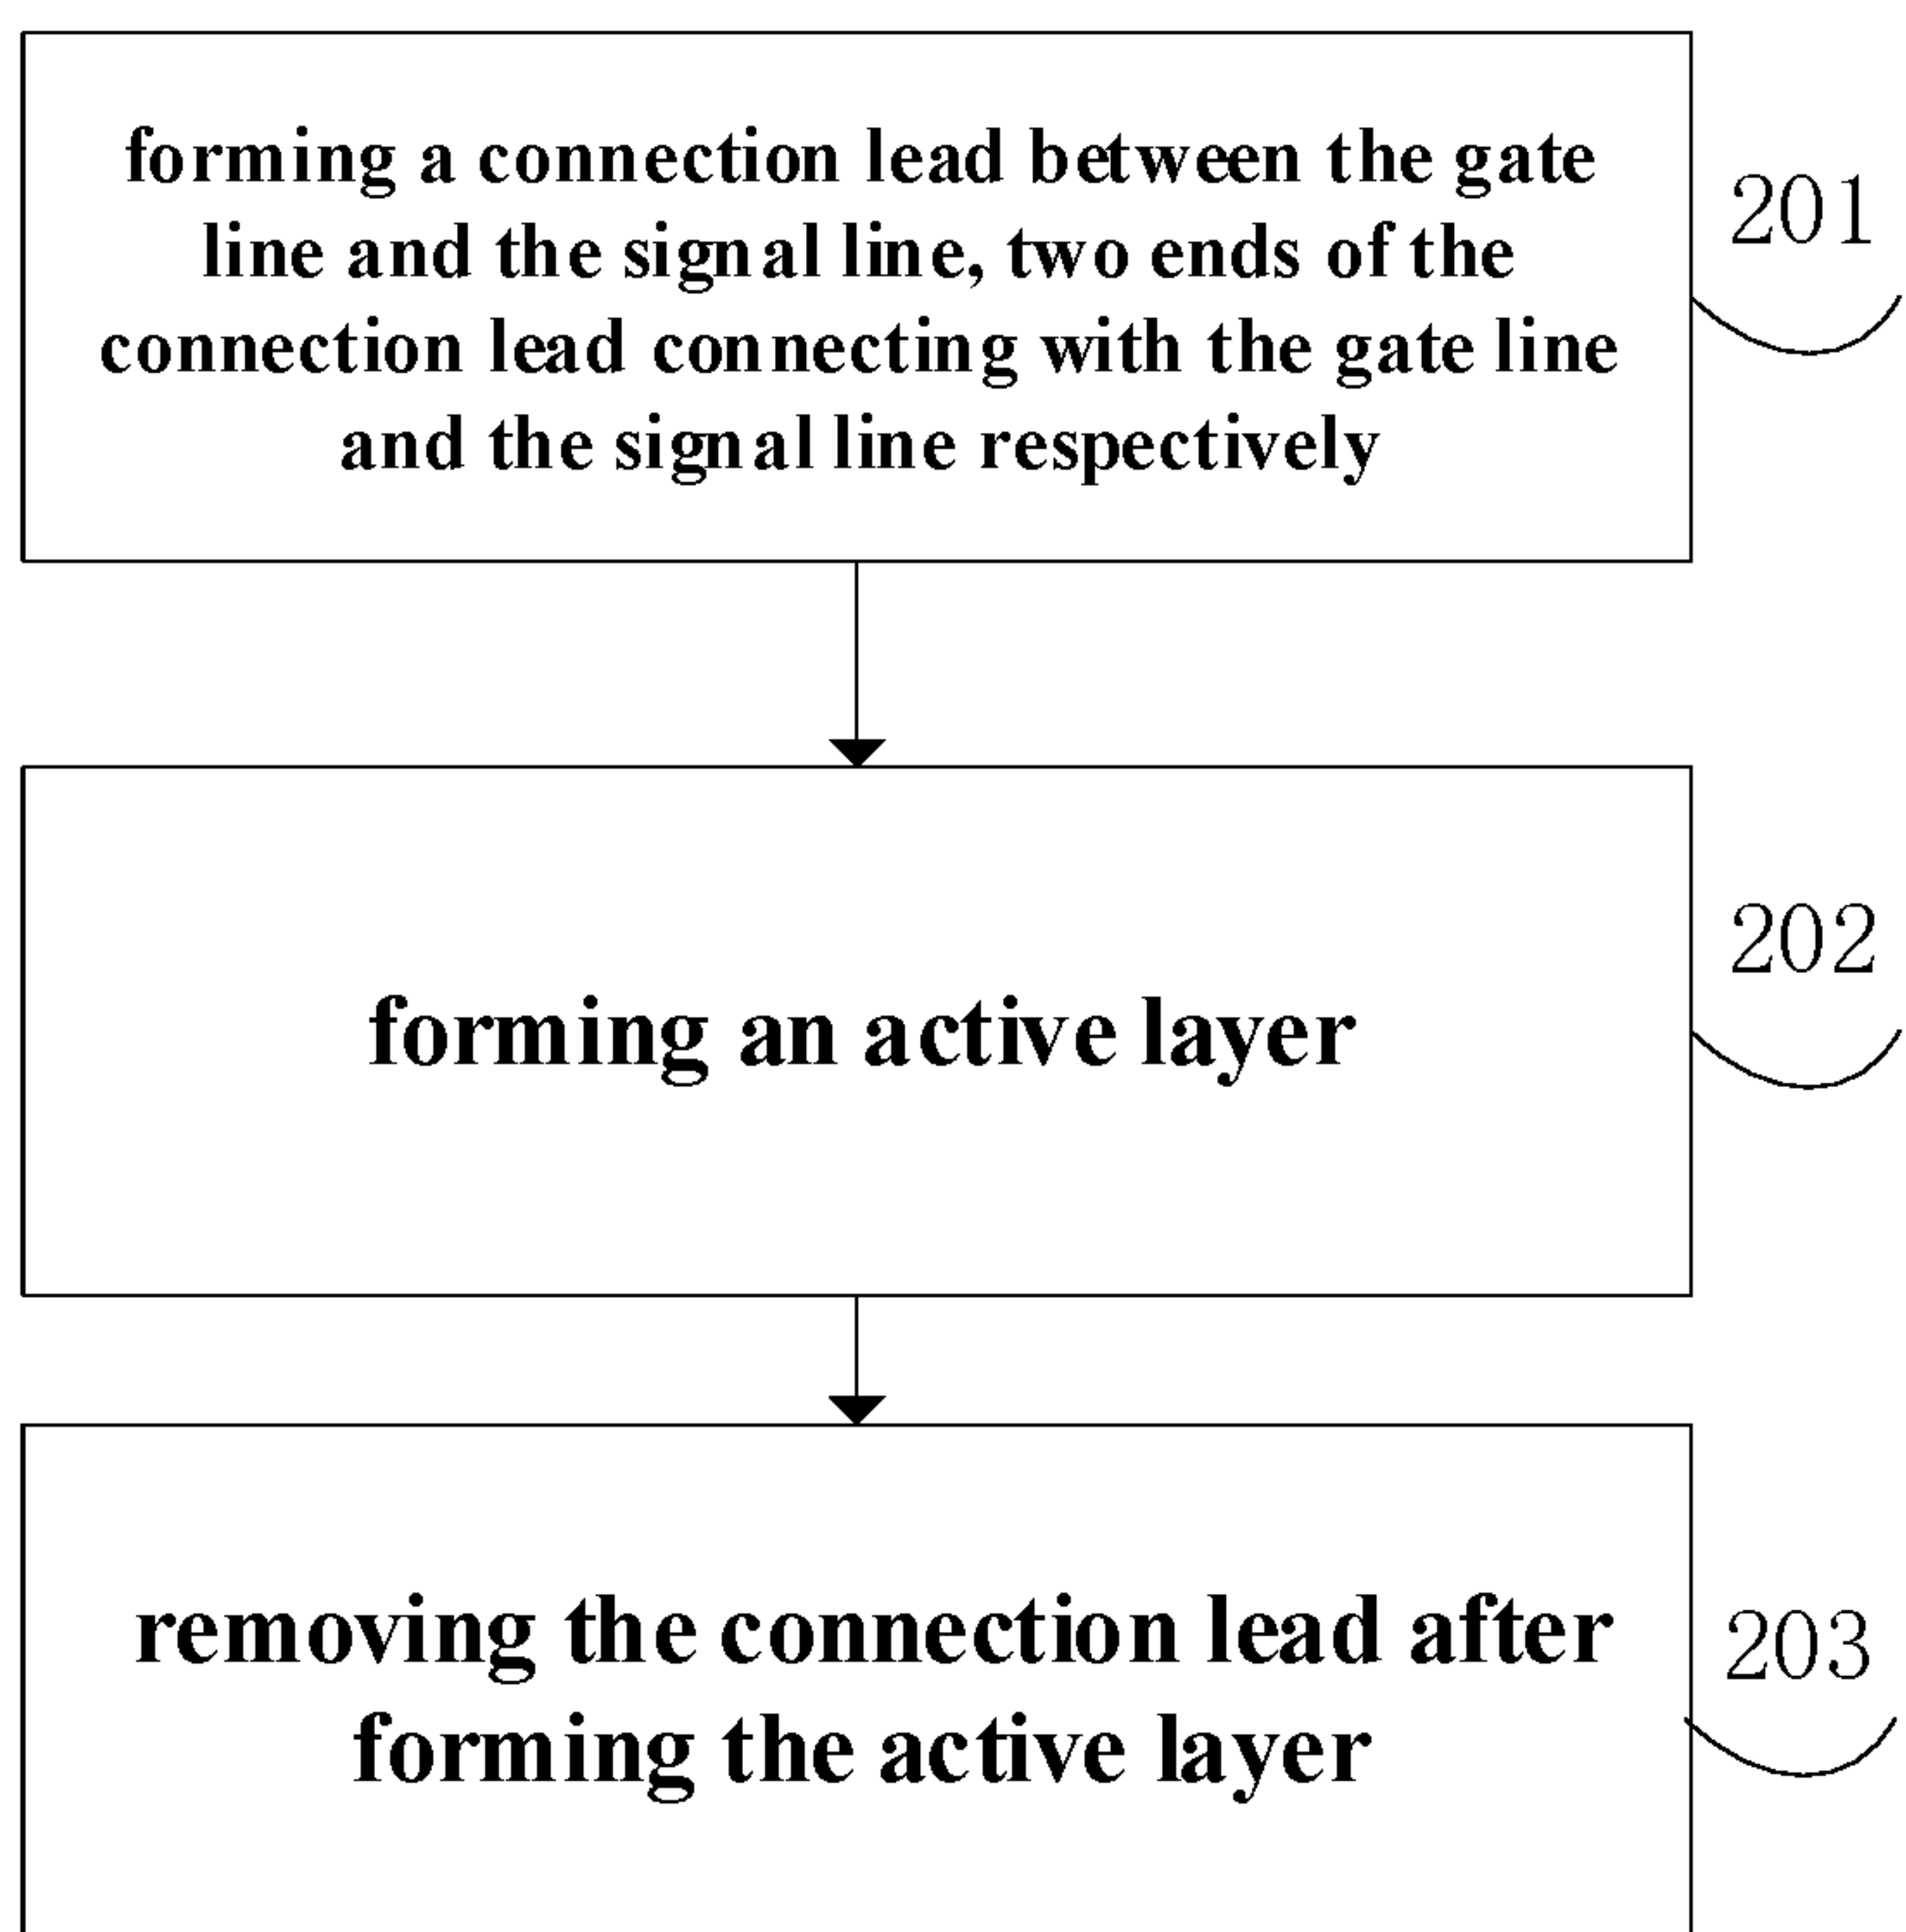 forming a connection lead between the gate
line and the signal line, two ends of the
connection lead connecting with the gate line
and the signal line respectively
201
forming an active layer
202
removing the connection lead after
forming the active layer
203